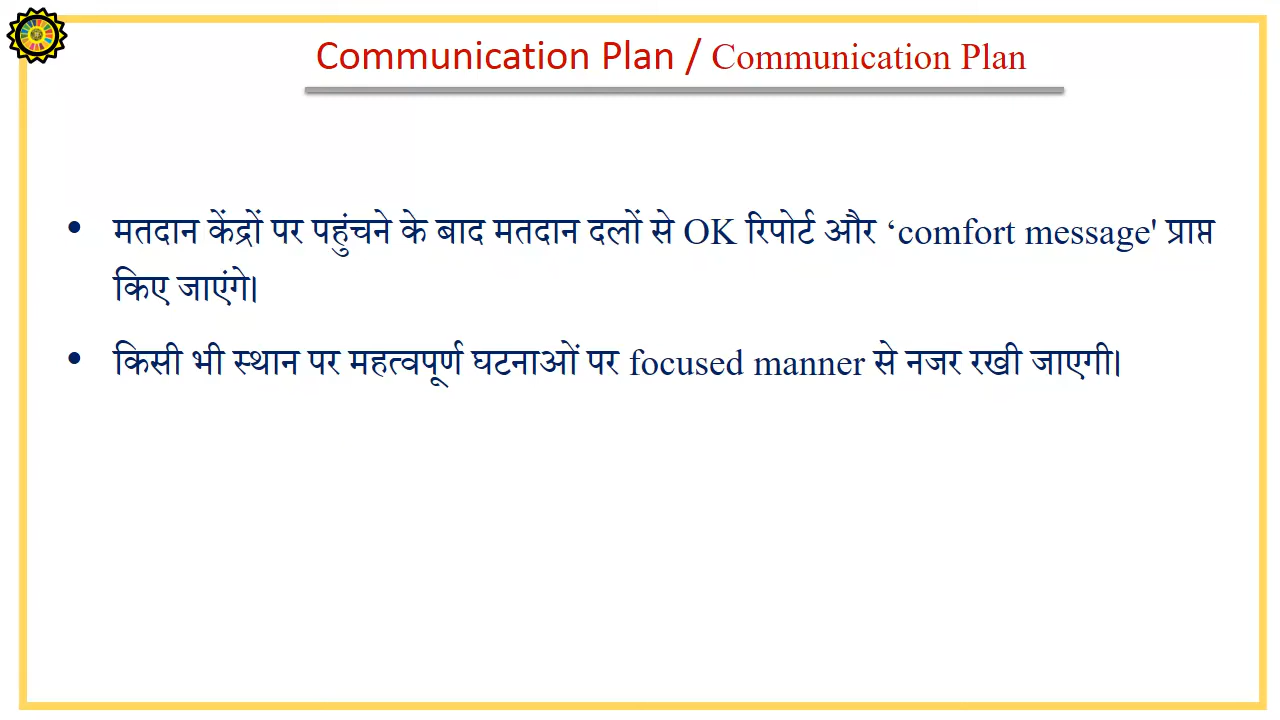 Communication Plan / Communication Plan
• मतदान केंद्रों पर पहुंचने के बाद मतदान दलों से OK रिपोर्ट और ‘comfort message' प्राप्त
किए जाएंगे।
• किसी भी स्थान पर महत्वपूर्ण घटनाओं पर focused manner से नजर रखी जाएगी।